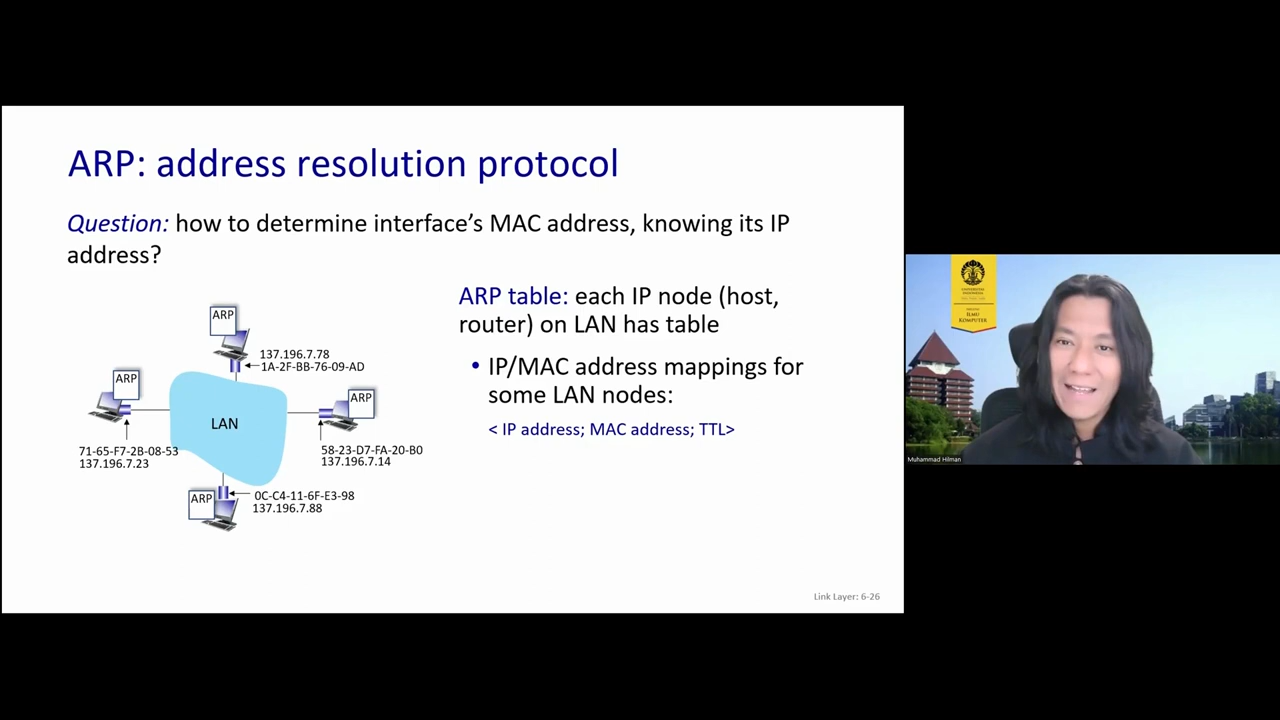 ARP: address resolution protocol
Question: how to determine interface's MAC address, knowing its IP
address?
ARP table: each IP node (host,
router) on LAN has table
• IP/MAC address mappings for
some LAN nodes:
< IP address; MAC address; TTL>
ARP
137.196.7.78
1A-2F-BB-76-09-AD
ARP
ARP
LAN
71-65-F7-2B-08-53
137.196.7.23
58-23-D7-FA-20-B0
137.196.7.14
ARP
0C-C4-11-6F-E3-98
137.196.7.88
Link Layer: 6-26
UNIVERSITAS
INDONESIA
ILMU
KOMPUTER
Muhammad Hilman